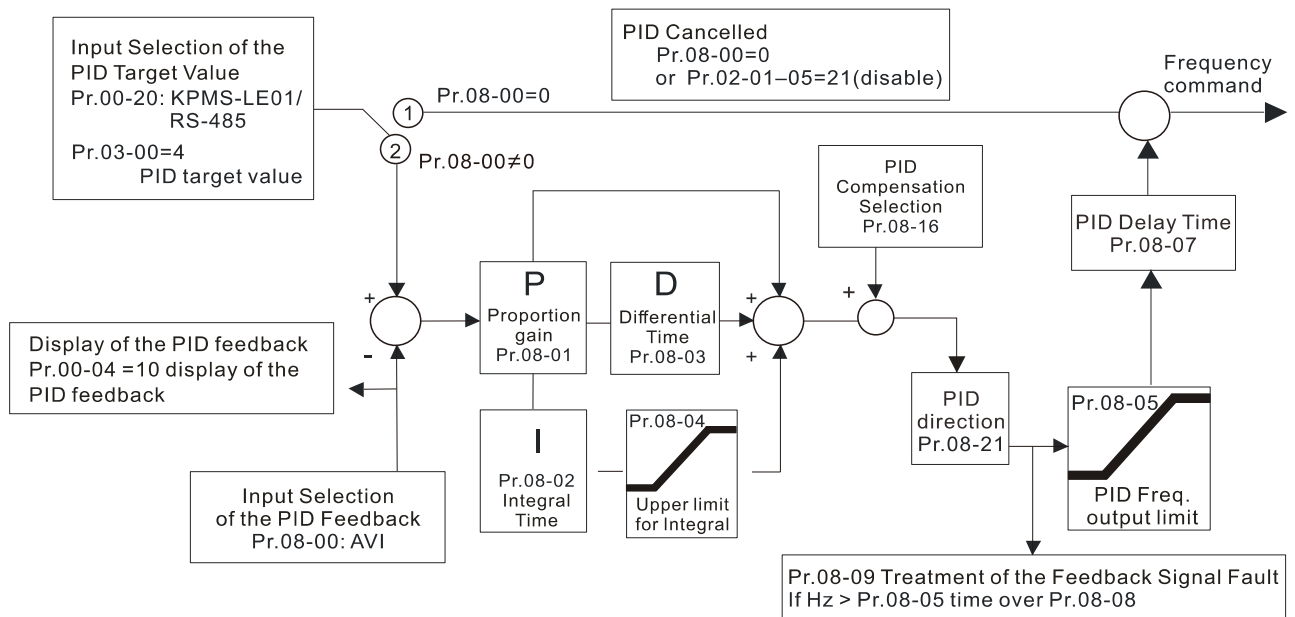 Input Selection of the
PID Target Value
Pr.00-20: KPMS-LE01/
RS-485
Pr.03-00=4
PID target value
PID Cancelled
Pr.08-00=0
or Pr.02-01–05=21(disable)
Frequency
command
1
Pr.08-00=0
2
Pr.08-00≠0
PID
Compensation
Selection
Pr.08-16
PID Delay Time
Pr.08-07
+
-
P
Proportion
gain
Pr.08-01
D
Differential
Time
Pr.08-03
+
+
+
Display of the PID feedback
Pr.00-04 =10 display of the
PID feedback
I
Pr.08-02
Integral
Time
Pr.08-04
Upper limit
for Integral
PID
direction
Pr.08-21
Pr.08-05
PID Freq.
output limit
Input Selection
of the PID Feedback
Pr.08-00: AVI
Pr.08-09 Treatment of the Feedback Signal Fault
If Hz > Pr.08-05 time over Pr.08-08